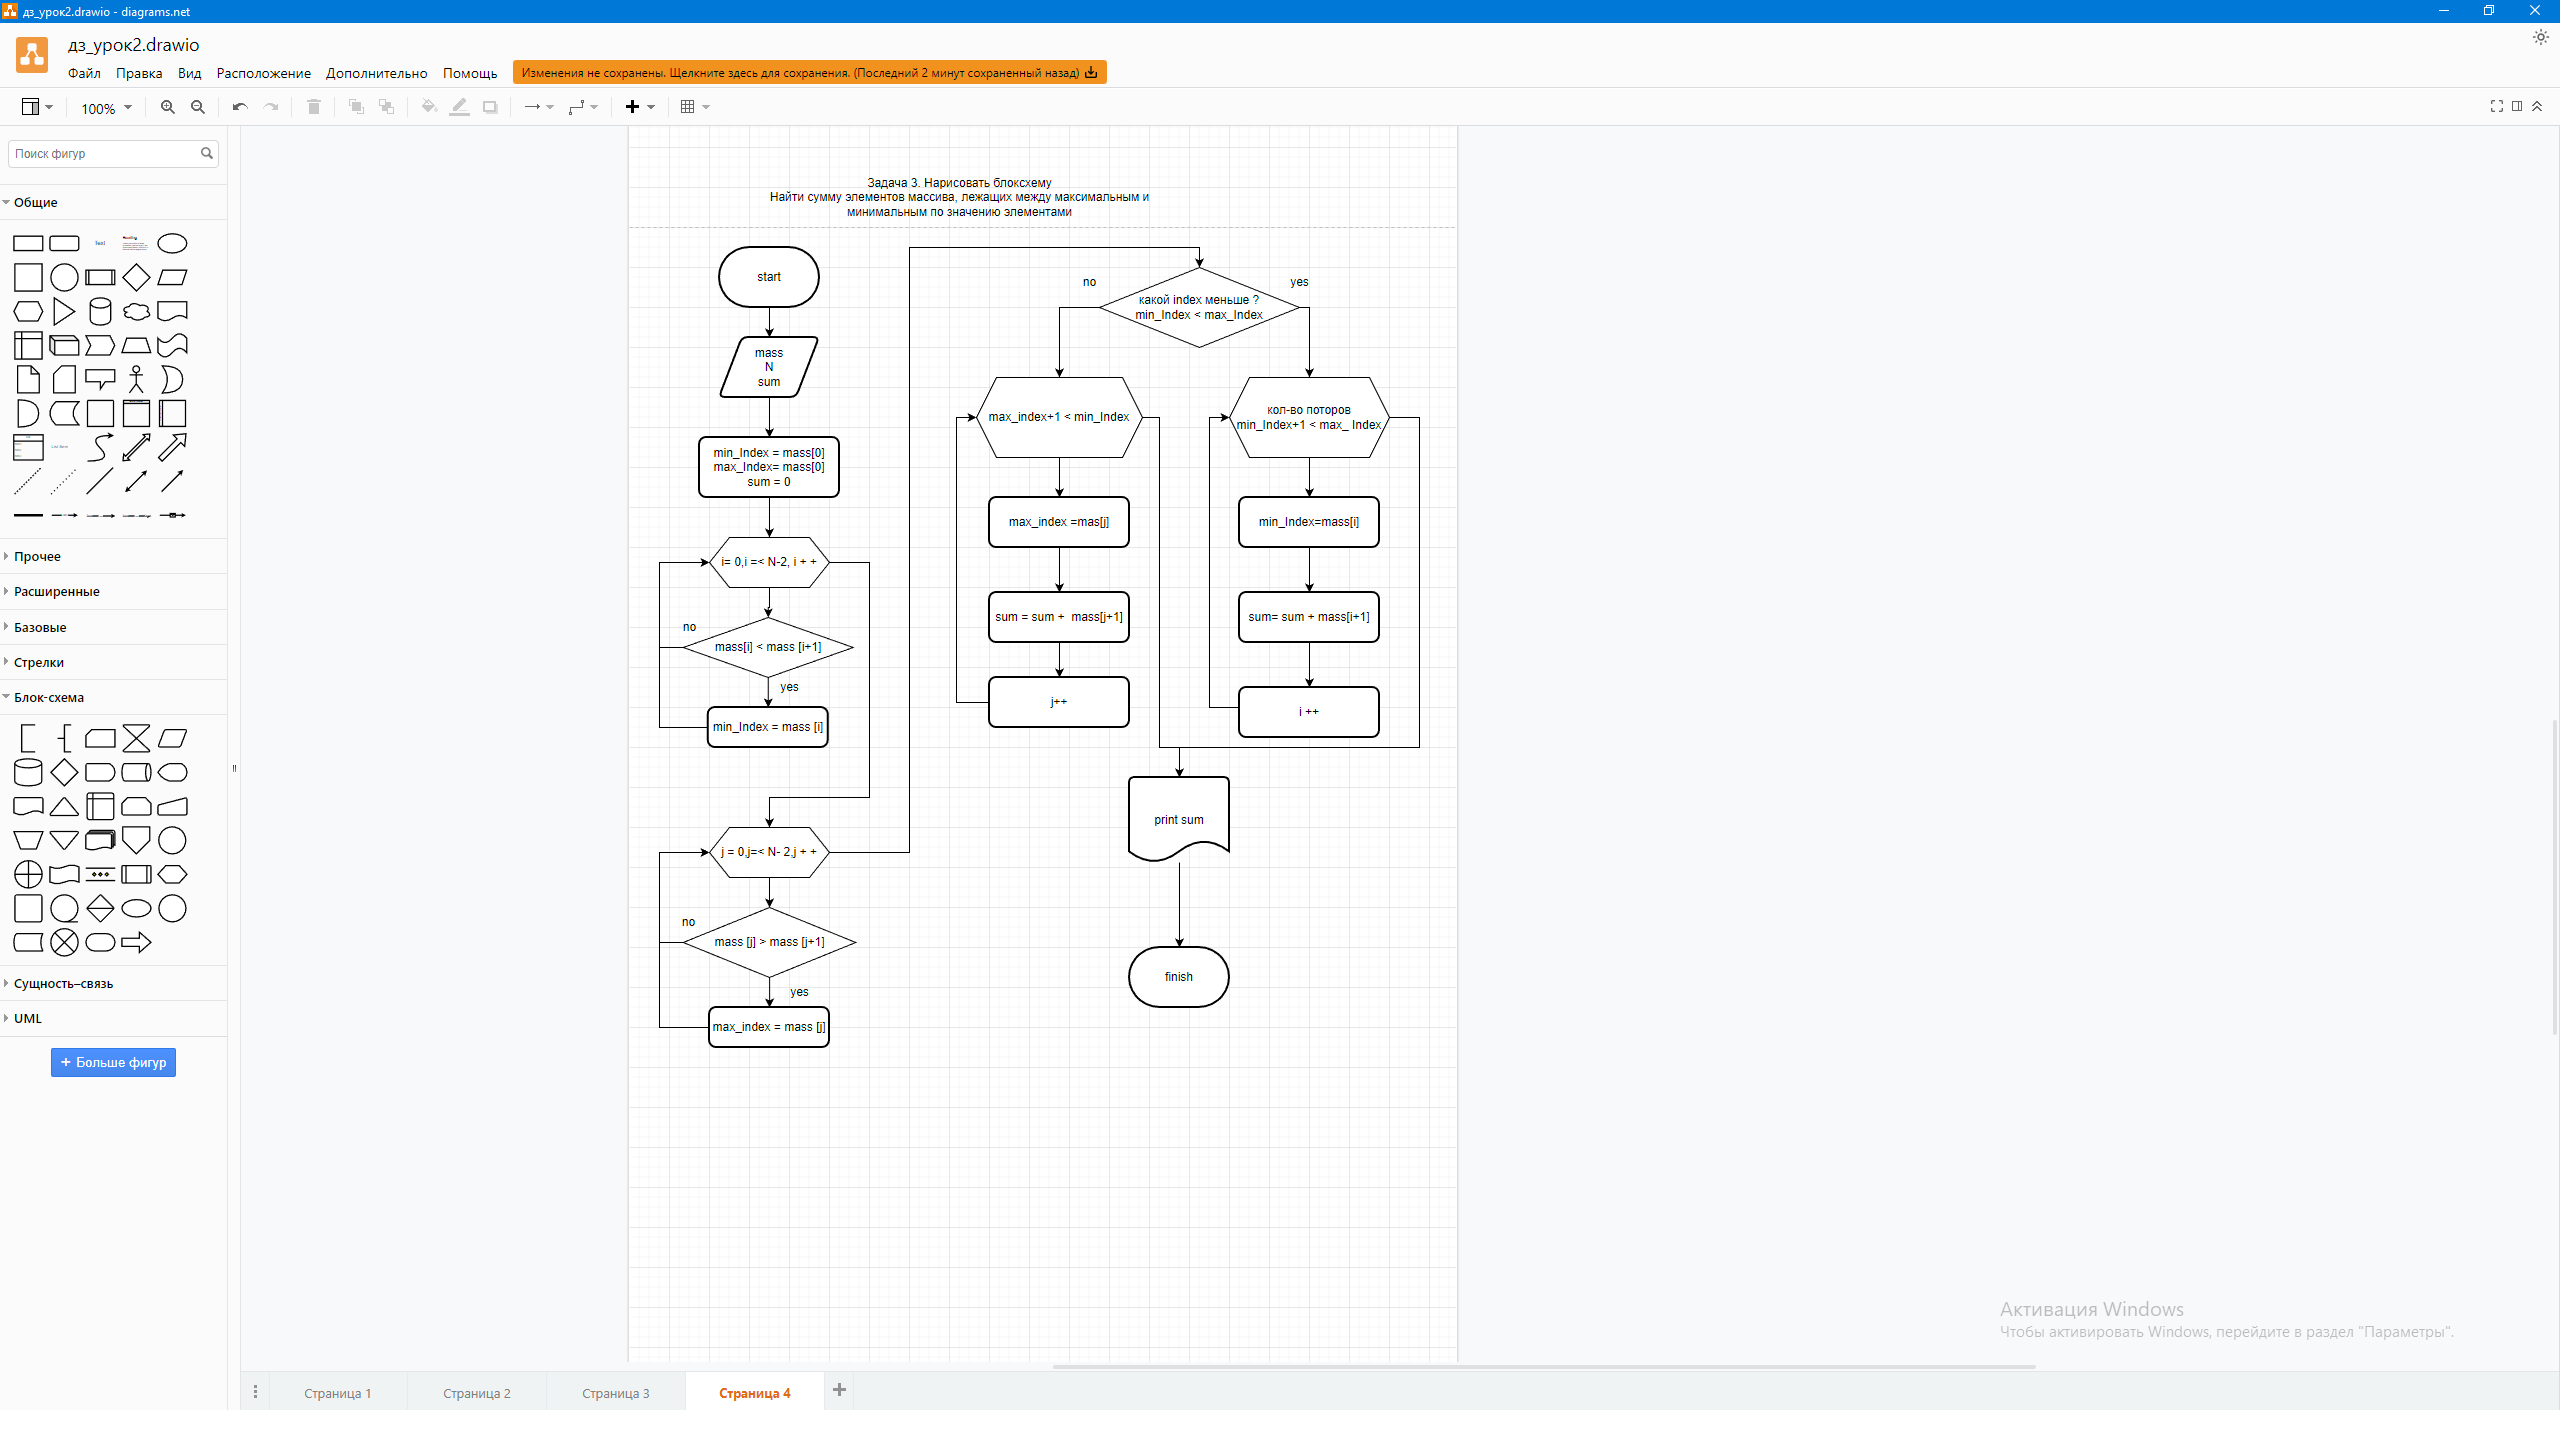 дз_урок2.drawio - diagrams.net
дз_урок2.drawio
Файл Правка Вид Расположение Дополнительно Помощь Изменения не сохранены. Щелкните здесь для сохранения. (Последний 2 минут сохраненный назад)
100%
Поиск фигур
Общие
Text
Прочее
Расширенные
Базовые
Стрелки
Блок-схема
Сущность–связь
UML
+ Больше фигур
Задача 3. Нарисовать блоксхему
Найти сумму элементов массива, лежащих между максимальным и
минимальным по значению элементами
start
mass
N
sum
min_Index = mass[0]
max_Index= mass[0]
sum = 0
i= 0,i =< N-2, i + +
no
mass[i] < mass [i+1]
yes
min_Index = mass [i]
j = 0,j=< N- 2,j + +
no
mass [j] > mass [j+1]
yes
max_index = mass [j]
no
yes
какой index меньше ?
min_Index < max_Index
max_index+1 < min_Index
max_index =mas[j]
sum = sum +  mass[j+1]
j++
кол-во поторов
min_Index+1 < max_ Index
min_Index=mass[i]
sum= sum + mass[i+1]
i ++
print sum
finish
Активация Windows
Чтобы активировать Windows, перейдите в раздел "Параметры".
Страница 1 Страница 2 Страница 3 Страница 4